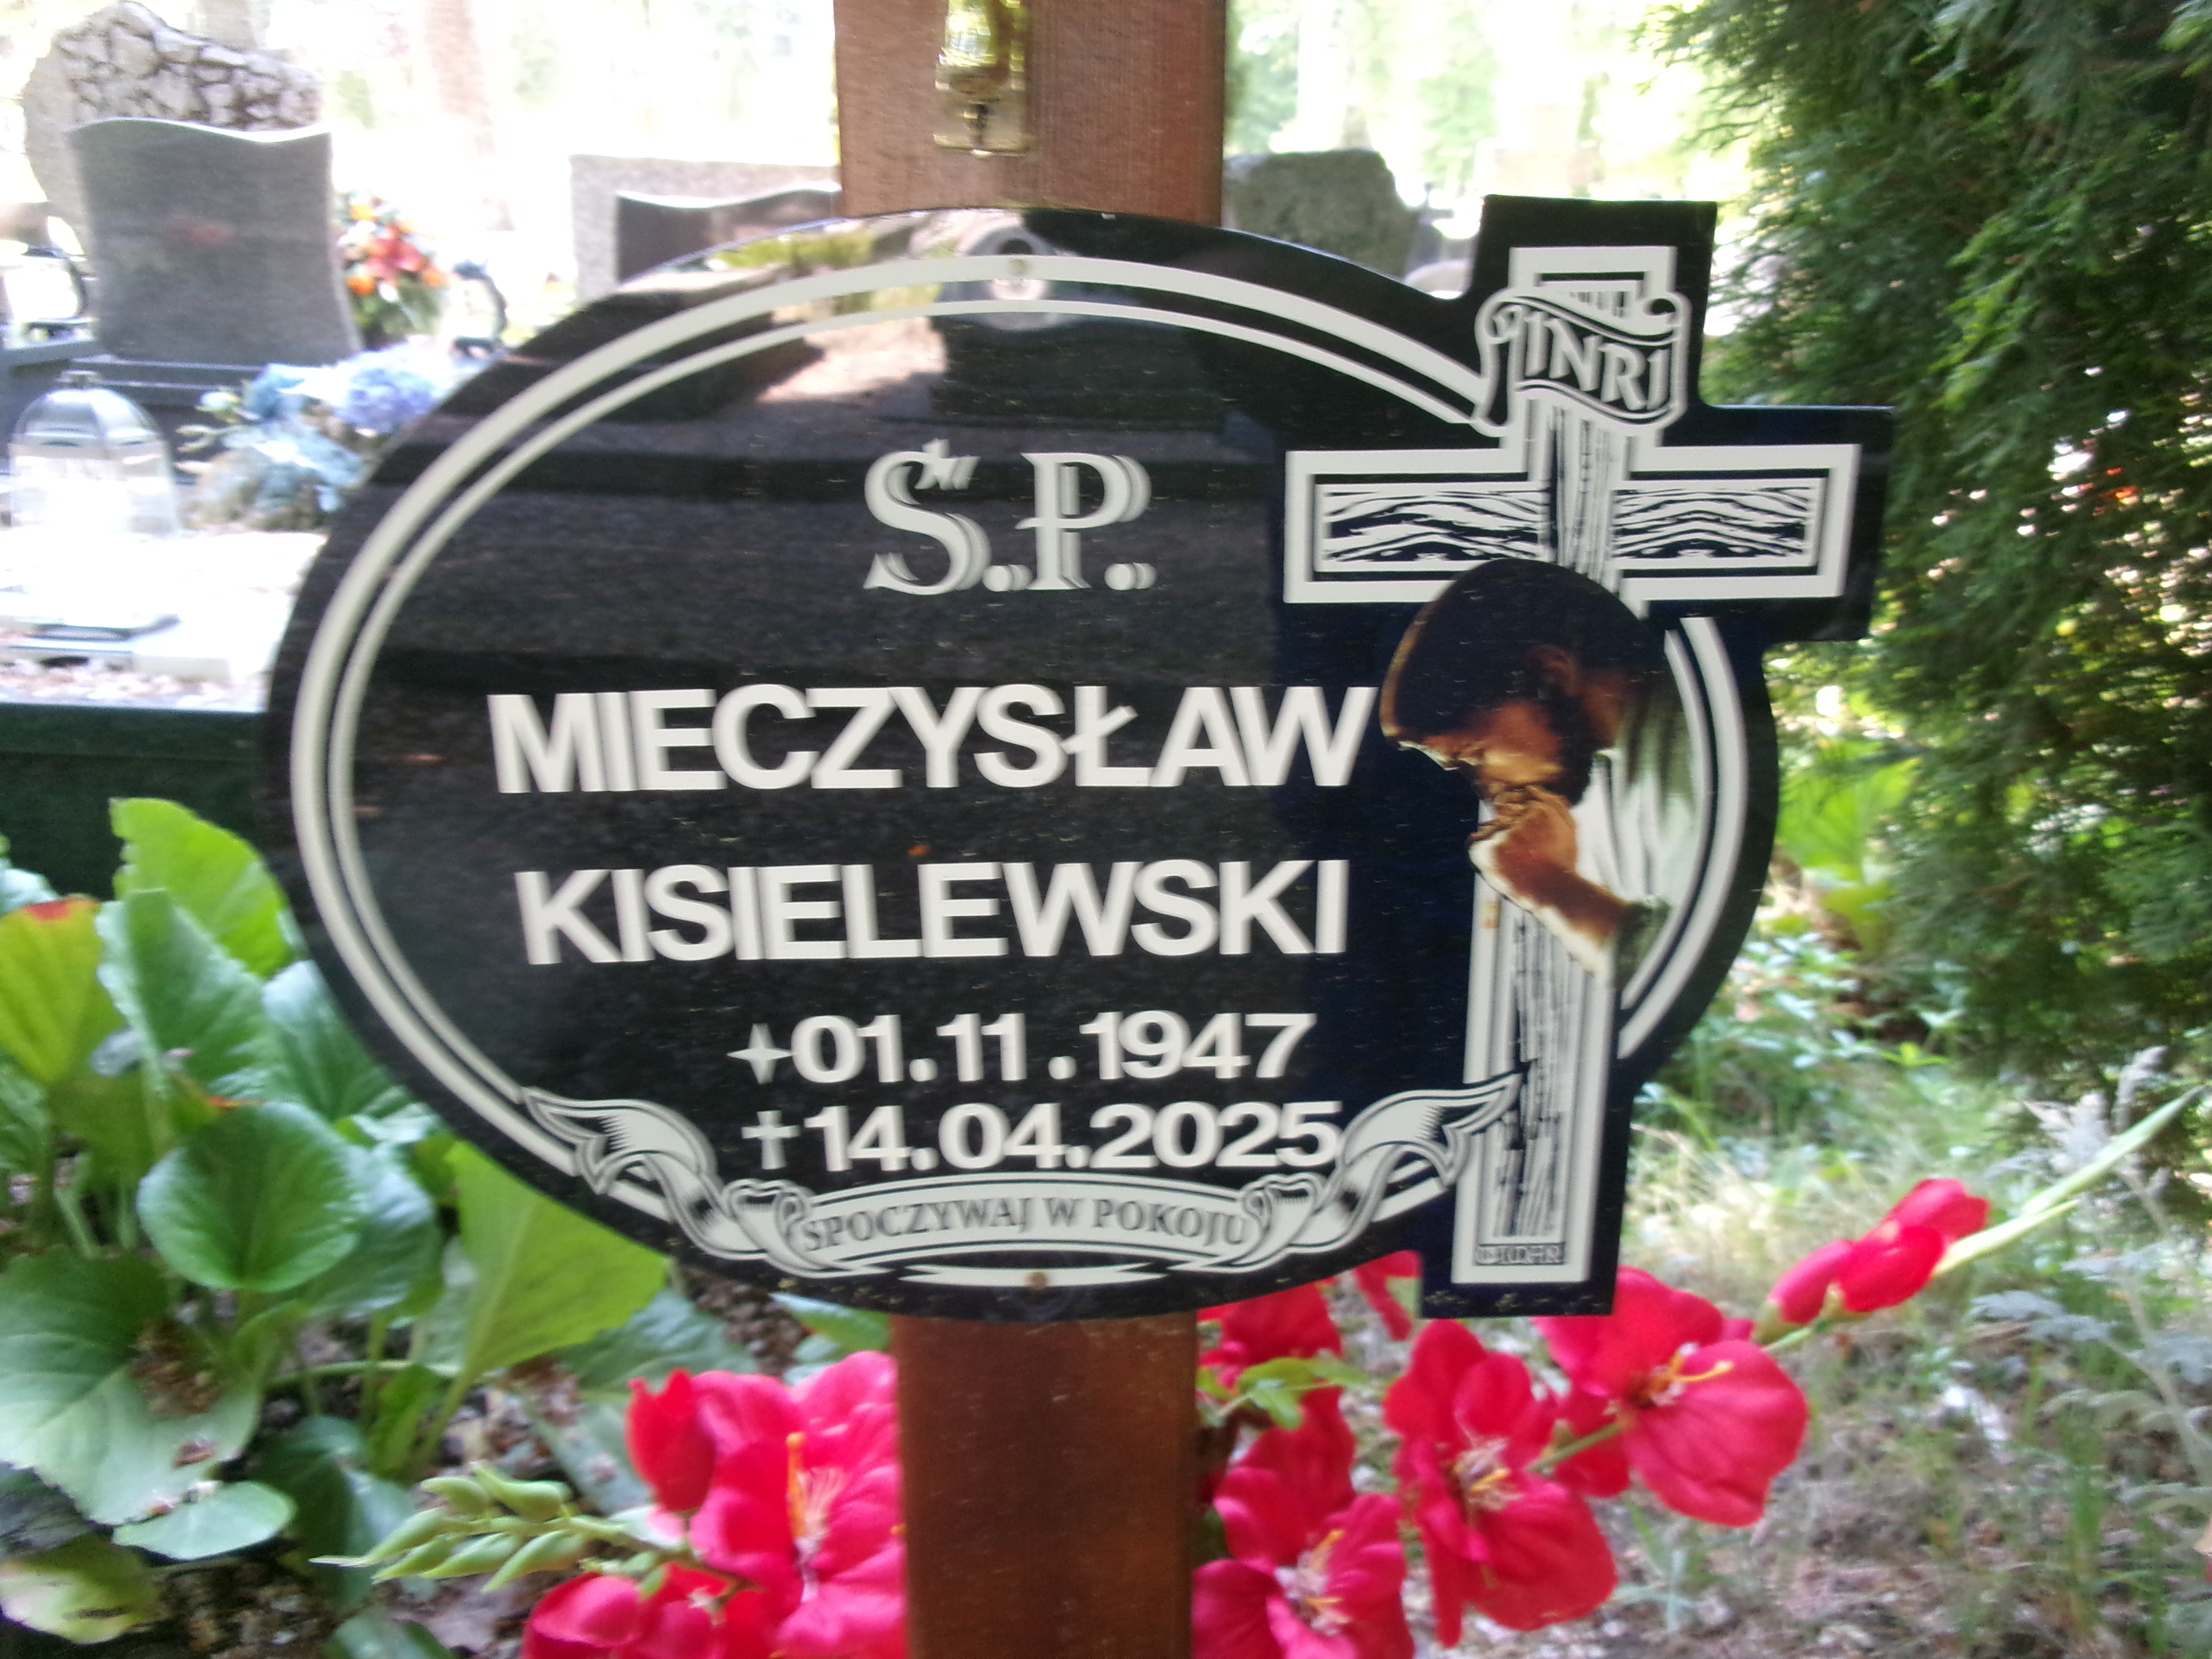 INRI
Ś.P.
MIECZYSŁAW
KISIELEWSKI
01.11.1947
✝14.04.2025
SPOCZYWAJ W POKOJU